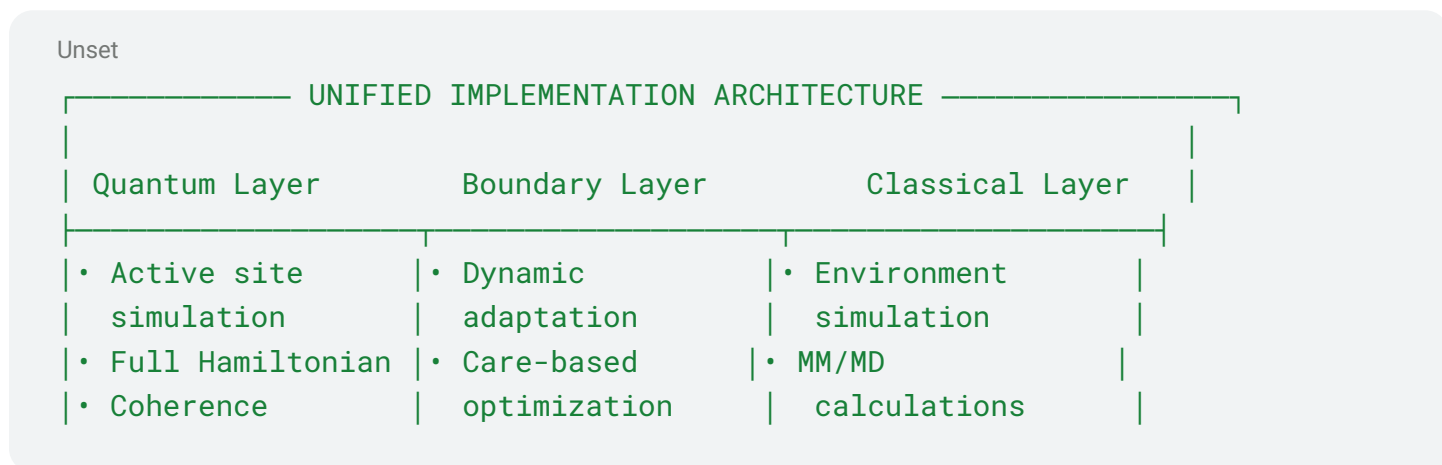 Unset
┌──────────── UNIFIED IMPLEMENTATION ARCHITECTURE ────────────────┐
│                                                              │
│ Quantum Layer        Boundary Layer         Classical Layer   │
├───────────────────┬───────────────────┬────────────────────┤
│• Active site      │• Dynamic          │• Environment       │
│  simulation       │  adaptation       │  simulation        │
│• Full Hamiltonian │• Care-based      │• MM/MD             │
│• Coherence        │  optimization     │  calculations      │